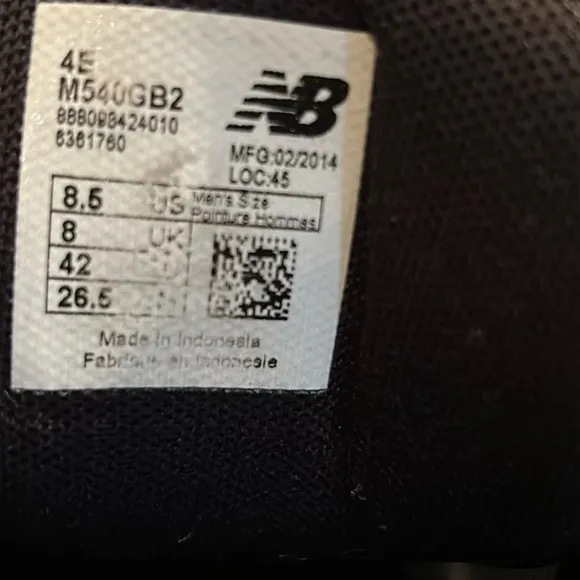 4E
M540GB2
888098424010
6361760
NB
MFG:02/2014
LOC:45
8.5 US Men's Size
Pointure Hommes
8 UK
42
26.5
Made in Indonesia
Fabriqué en Indonesie